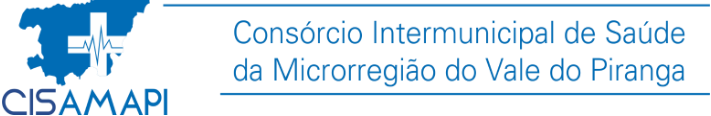 Consórcio Intermunicipal de Saúde
da Microrregião do Vale do Piranga
CISAMAPI